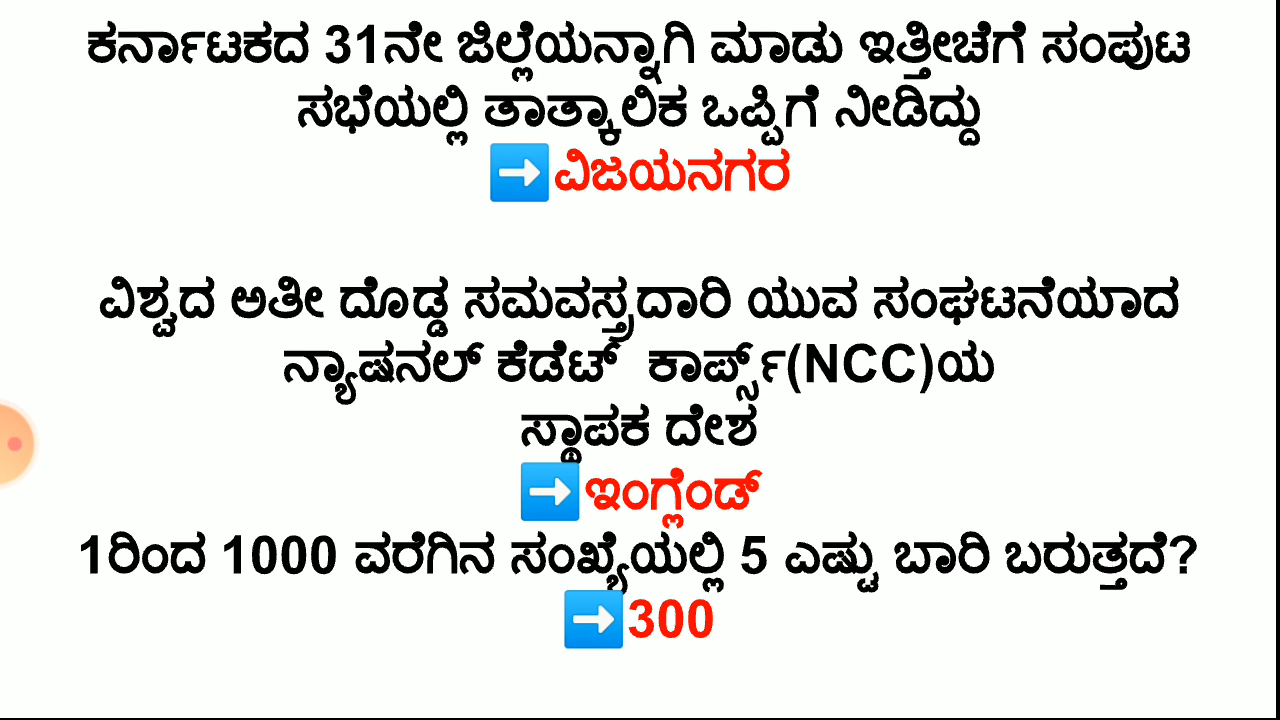 ಕರ್ನಾಟಕದ 31ನೇ ಜಿಲ್ಲೆಯನ್ನಾಗಿ ಮಾಡು ಇತ್ತೀಚೆಗೆ ಸಂಪುಟ
ಸಭೆಯಲ್ಲಿ ತಾತ್ಕಾಲಿಕ ಒಪ್ಪಿಗೆ ನೀಡಿದ್ದು
➡️ವಿಜಯನಗರ
ವಿಶ್ವದ ಅತೀ ದೊಡ್ಡ ಸಮವಸ್ತ್ರದಾರಿ ಯುವ ಸಂಘಟನೆಯಾದ
ನ್ಯಾಷನಲ್ ಕೆಡೆಟ್ ಕಾರ್ಪ್ಸ್(NCC)ಯ
ಸ್ಥಾಪಕ ದೇಶ
➡️ಇಂಗ್ಲೆಂಡ್
1ರಿಂದ 1000 ವರೆಗಿನ ಸಂಖ್ಯೆಯಲ್ಲಿ 5 ಎಷ್ಟು ಬಾರಿ ಬರುತ್ತದೆ?
➡️300